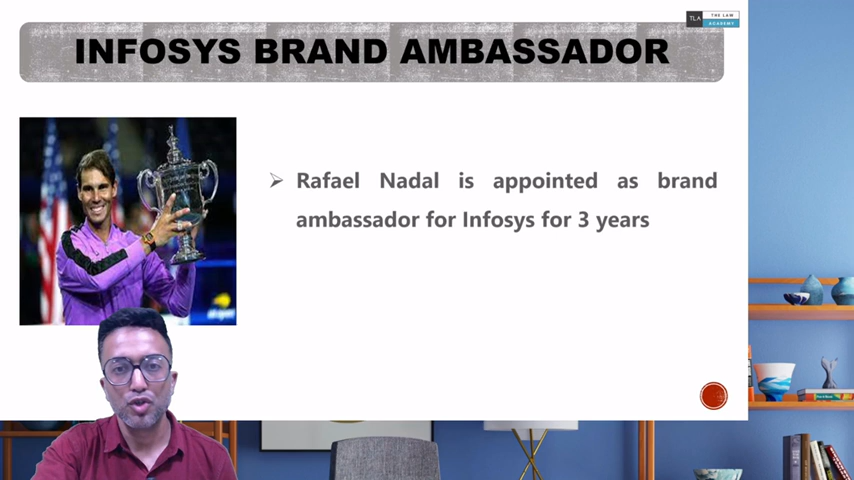 TLA
THE LAW
ACADEMY
INFOSYS BRAND AMBASSADOR
➢ Rafael Nadal is appointed as brand
ambassador for Infosys for 3 years